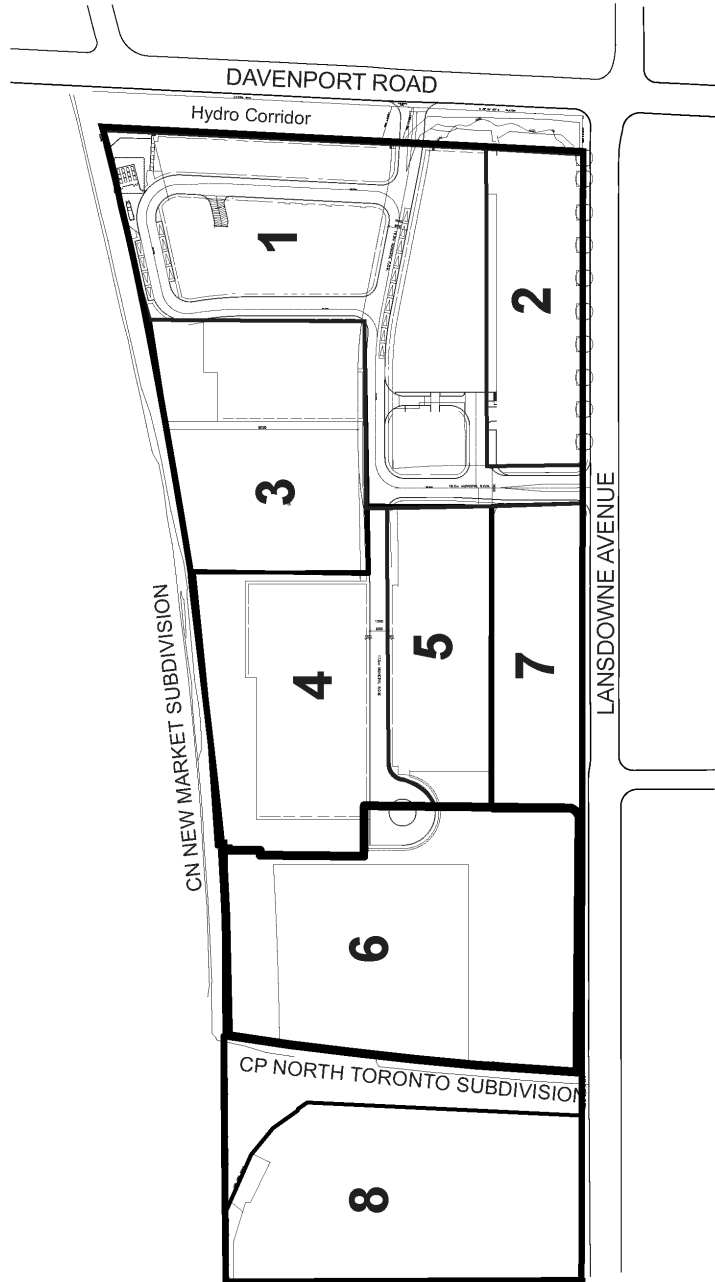 DAVENPORT ROAD
Hydro Corridor
1
2
3
LANSDOWNE AVENUE
CN NEW MARKET SUBDIVISION
4
5
7
6
CP NORTH TORONTO SUBDIVISION
8